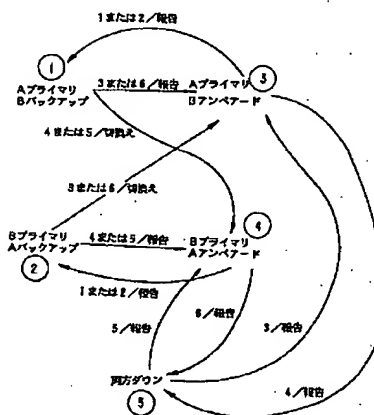 1または2/報告
①
Aプライマリ
Bバックアップ
3または6/報告
Aプライマリ
Bアンペアード
③
4または5/切換え
3または6/切換え
Bプライマリ
Aバックアップ
②
4または5/報告
Bプライマリ
Aアンペアード
④
1または2/報告
5/報告
6/報告
3/報告
4/報告
両方ダウン
⑤